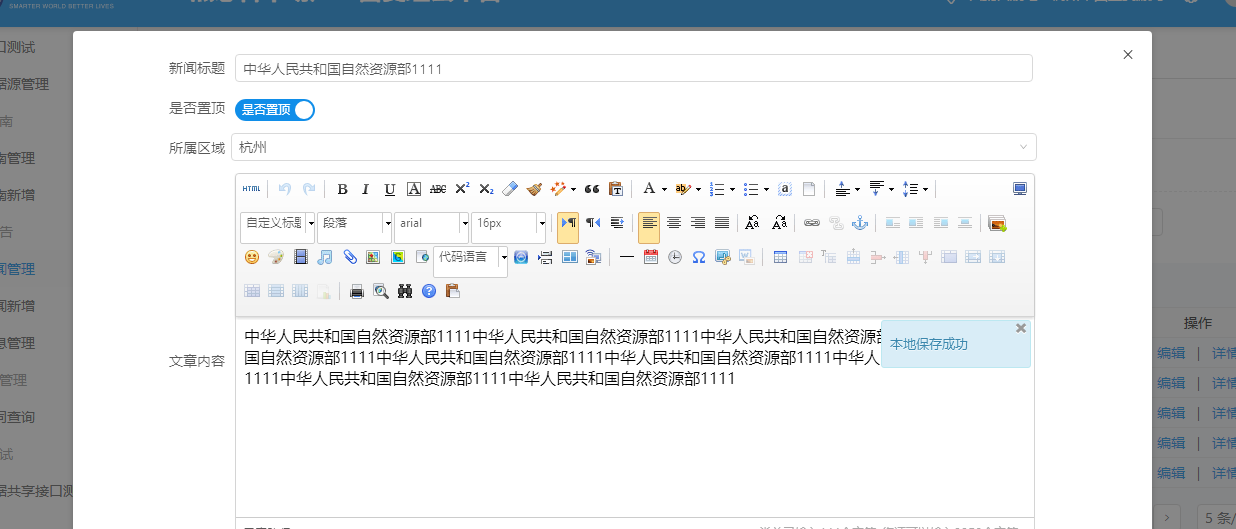 SMARTER WORLD BETTER LIVES
口测试
新闻标题
中华人民共和国自然资源部1111
据源管理
是否置顶
是否置顶
南
所属区域
杭州
南管理
HTML
南新增
自定义标题
段落
arial
16px
告
闻管理
代码语言
闻新增
操作
中华人民共和国自然资源部1111中华人民共和国自然资源部1111中华人民共和国自然资源部
本地保存成功
息管理
国自然资源部1111中华人民共和国自然资源部1111中华人民共和国自然资源部1111中华人
编辑 | 详情
文章内容
管理
1111中华人民共和国自然资源部1111中华人民共和国自然资源部1111
编辑 | 详情
词查询
编辑 | 详情
试
编辑 | 详情
据共享接口测
编辑 | 详情
5 条/